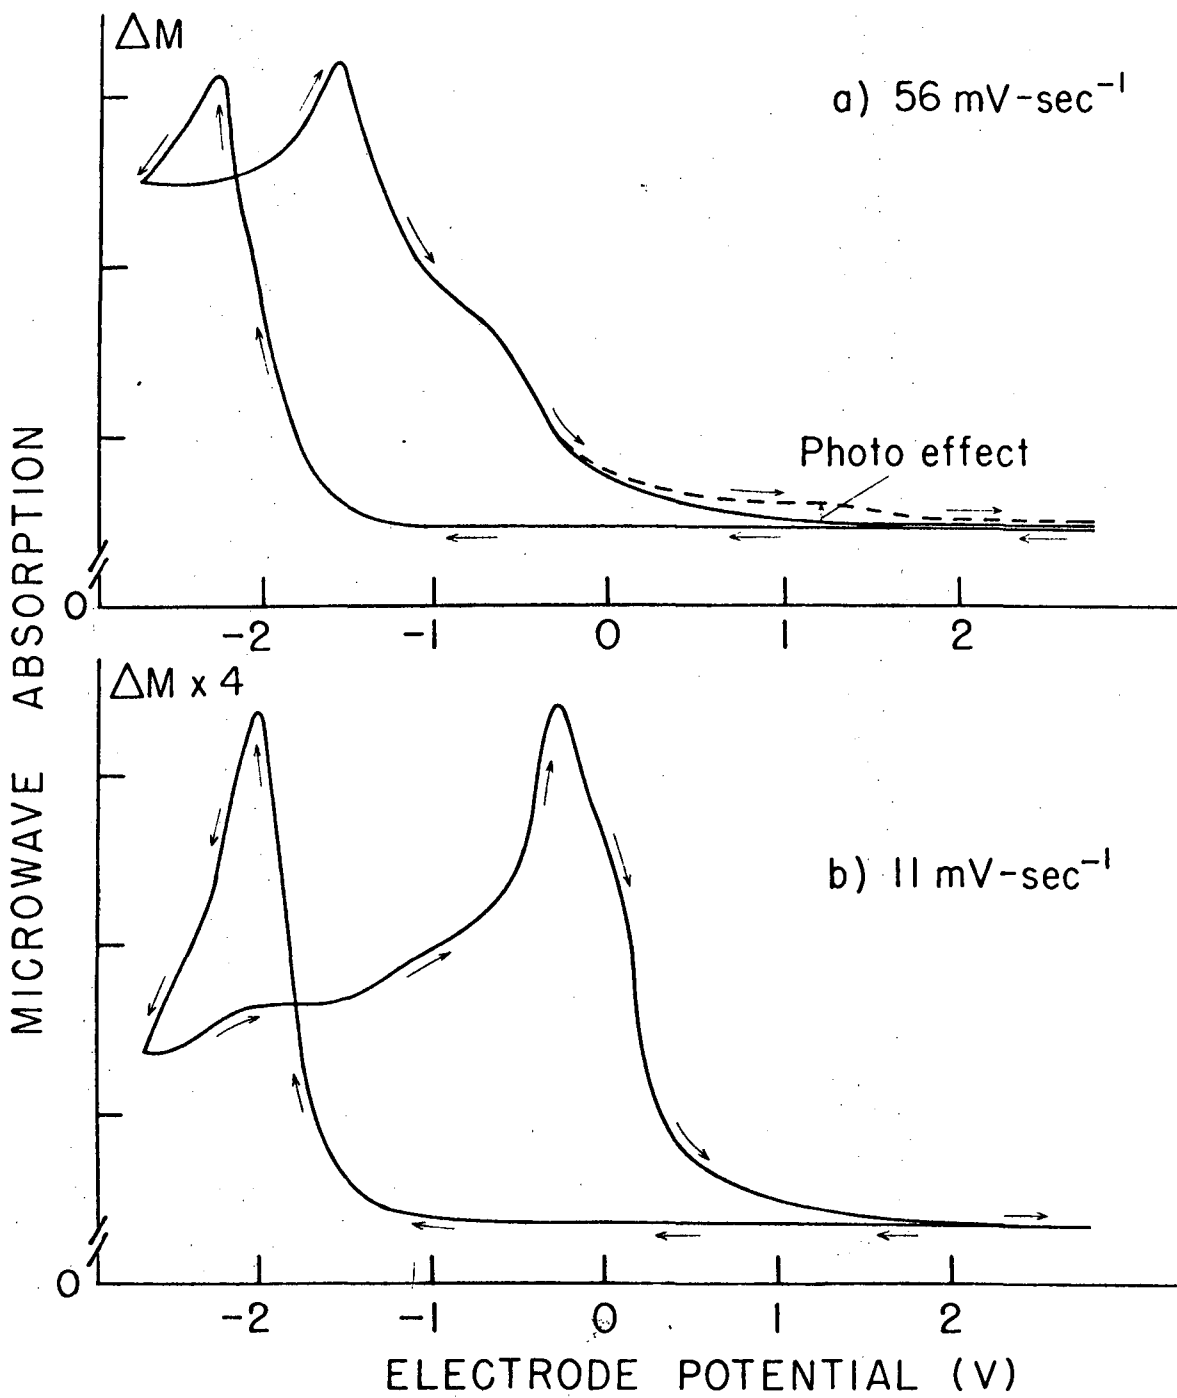 ΔM
a) 56 mV-sec⁻¹
Photo effect
0
-2 -1 0 1 2
MICROWAVE ABSORPTION
ΔM x 4
b) 11 mV-sec⁻¹
0
-2 -1 0 1 2
ELECTRODE POTENTIAL (V)